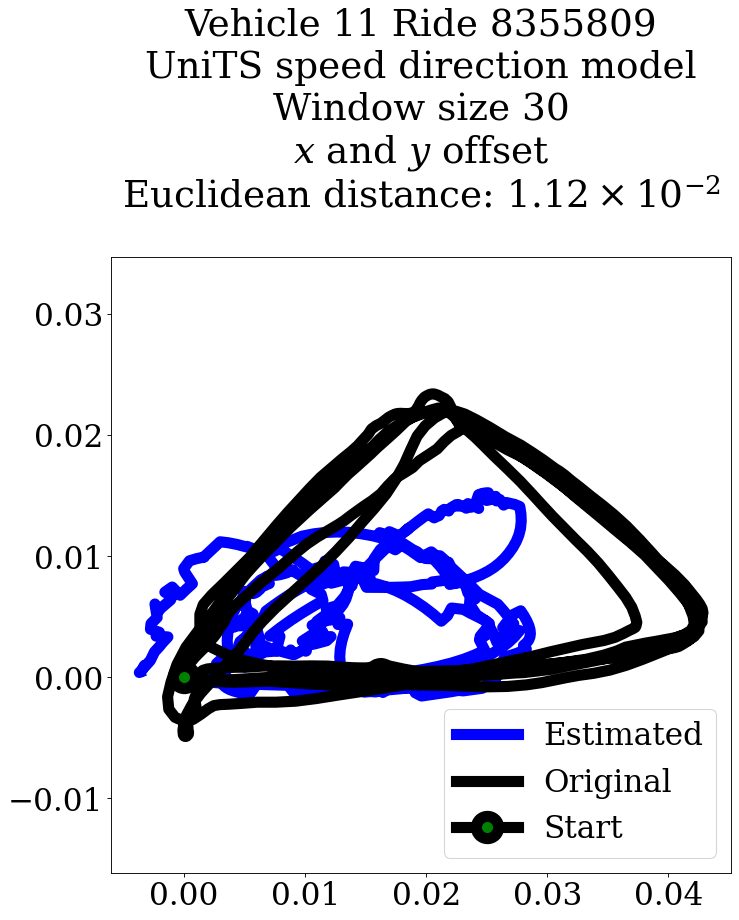 Vehicle 11 Ride 8355809
UniTS speed direction model
Window size 30
x and y offset
Euclidean distance: 1.12 × 10⁻²
0.03
0.02
0.01
0.00
−0.01
Estimated
Original
Start
0.00 0.01 0.02 0.03 0.04